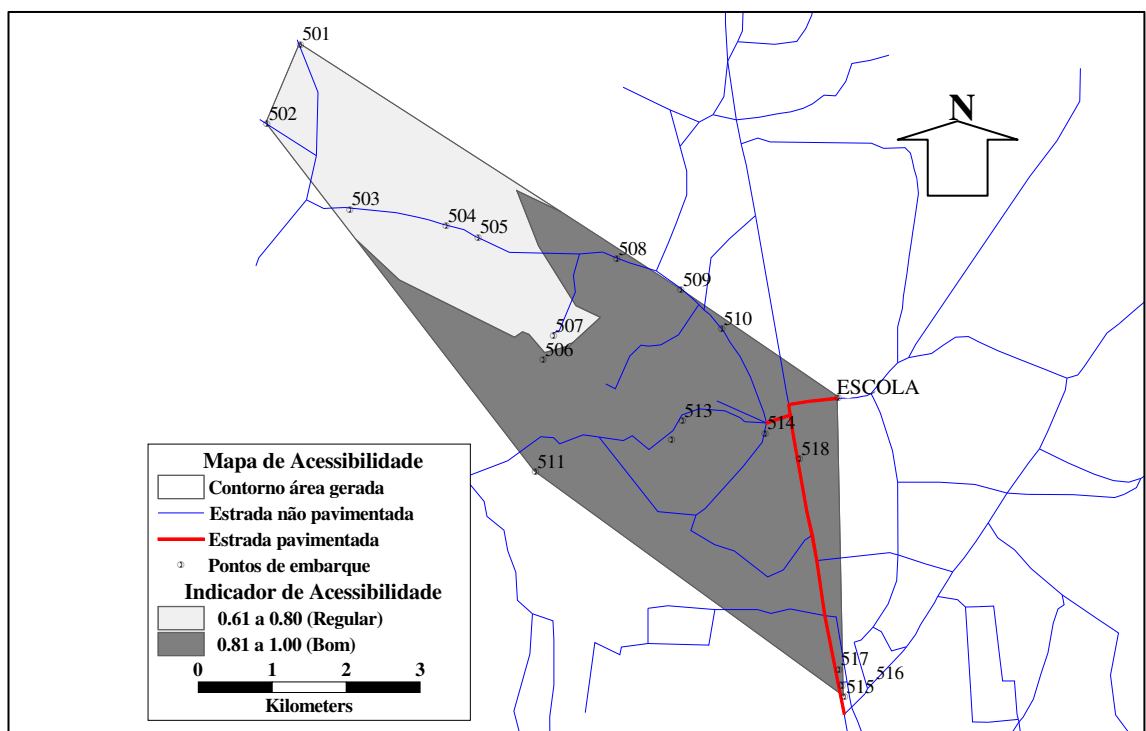 501
502
N
503
504
505
508
509
507
510
506
ESCOLA
513
514
518
511
Mapa de Acessibilidade
Contorno área gerada
Estrada não pavimentada
Estrada pavimentada
Pontos de embarque
Indicador de Acessibilidade
0.61 a 0.80 (Regular)
0.81 a 1.00 (Bom)
0 1 2 3
Kilometers
517
516
515